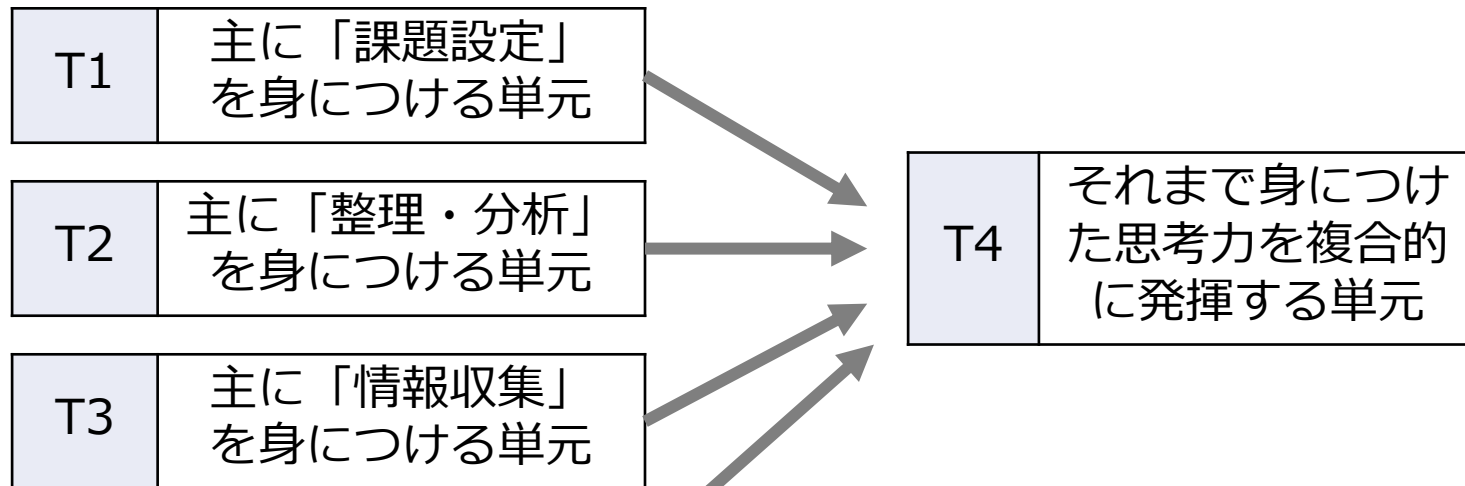 T1
主に「課題設定」
を身につける単元
T2
主に「整理・分析」
を身につける単元
T3
主に「情報収集」
を身につける単元
T4
それまで身につけ
た思考力を複合的
に発揮する単元